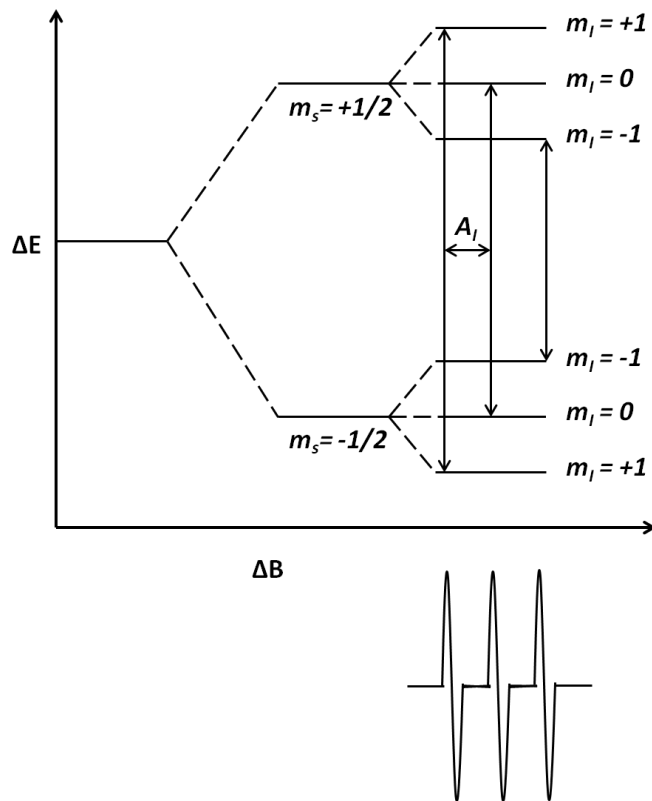 m_I = +1
m_I = 0
m_s = +1/2
m_I = -1
A_I
ΔE
m_I = -1
m_I = 0
m_s = -1/2
m_I = +1
ΔB